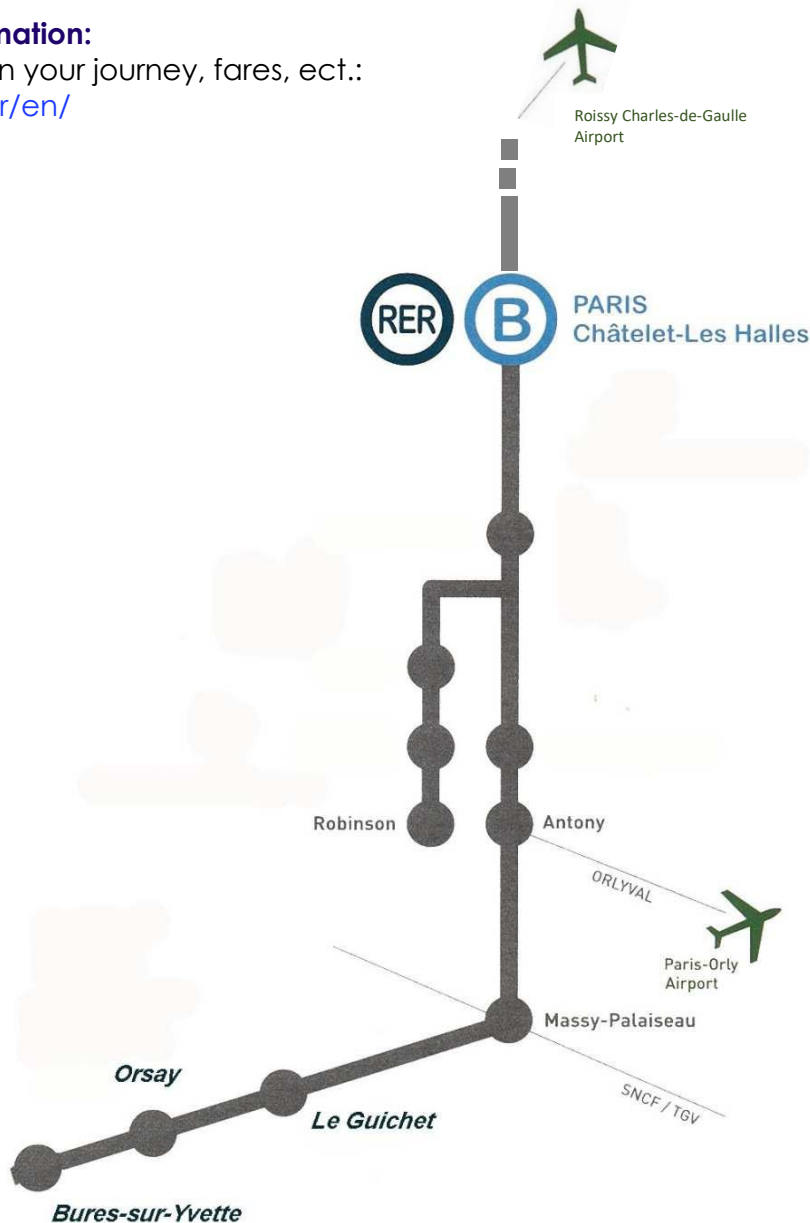 mation:
n your journey, fares, ect.:
r/en/
Roissy Charles-de-Gaulle
Airport
RER
B
PARIS
Châtelet-Les Halles
Robinson
Antony
ORLYVAL
Paris-Orly
Airport
Massy-Palaiseau
SNCF / TGV
Orsay
Le Guichet
Bures-sur-Yvette